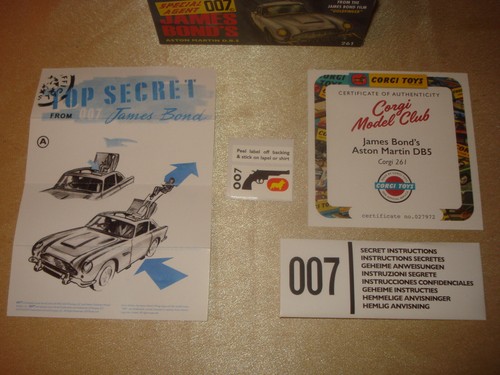 SPECIAL AGENT 007
JAMES
BOND'S
ASTON MARTIN D.B.5
FROM THE
JAMES BOND FILM
261
TOP SECRET
FROM 007 James Bond
A
Peel label off backing
& stick on lapel or shirt
007
CORGI TOYS
CERTIFICATE OF AUTHENTICITY
Corgi
Model Club
James Bond's
Aston Martin DB5
Corgi 261
CORGI TOYS
certificate no.027972
007
SECRET INSTRUCTIONS
INSTRUCTIONS SECRETES
GEHEIME ANWEISUNGEN
INSTRUZIONI SEGRETE
INSTRUCCIONES CONFIDENCIALES
GEHEIME INSTRUCTIES
HEMMELIGE ANVISNINGER
HEMLIG ANVISNING